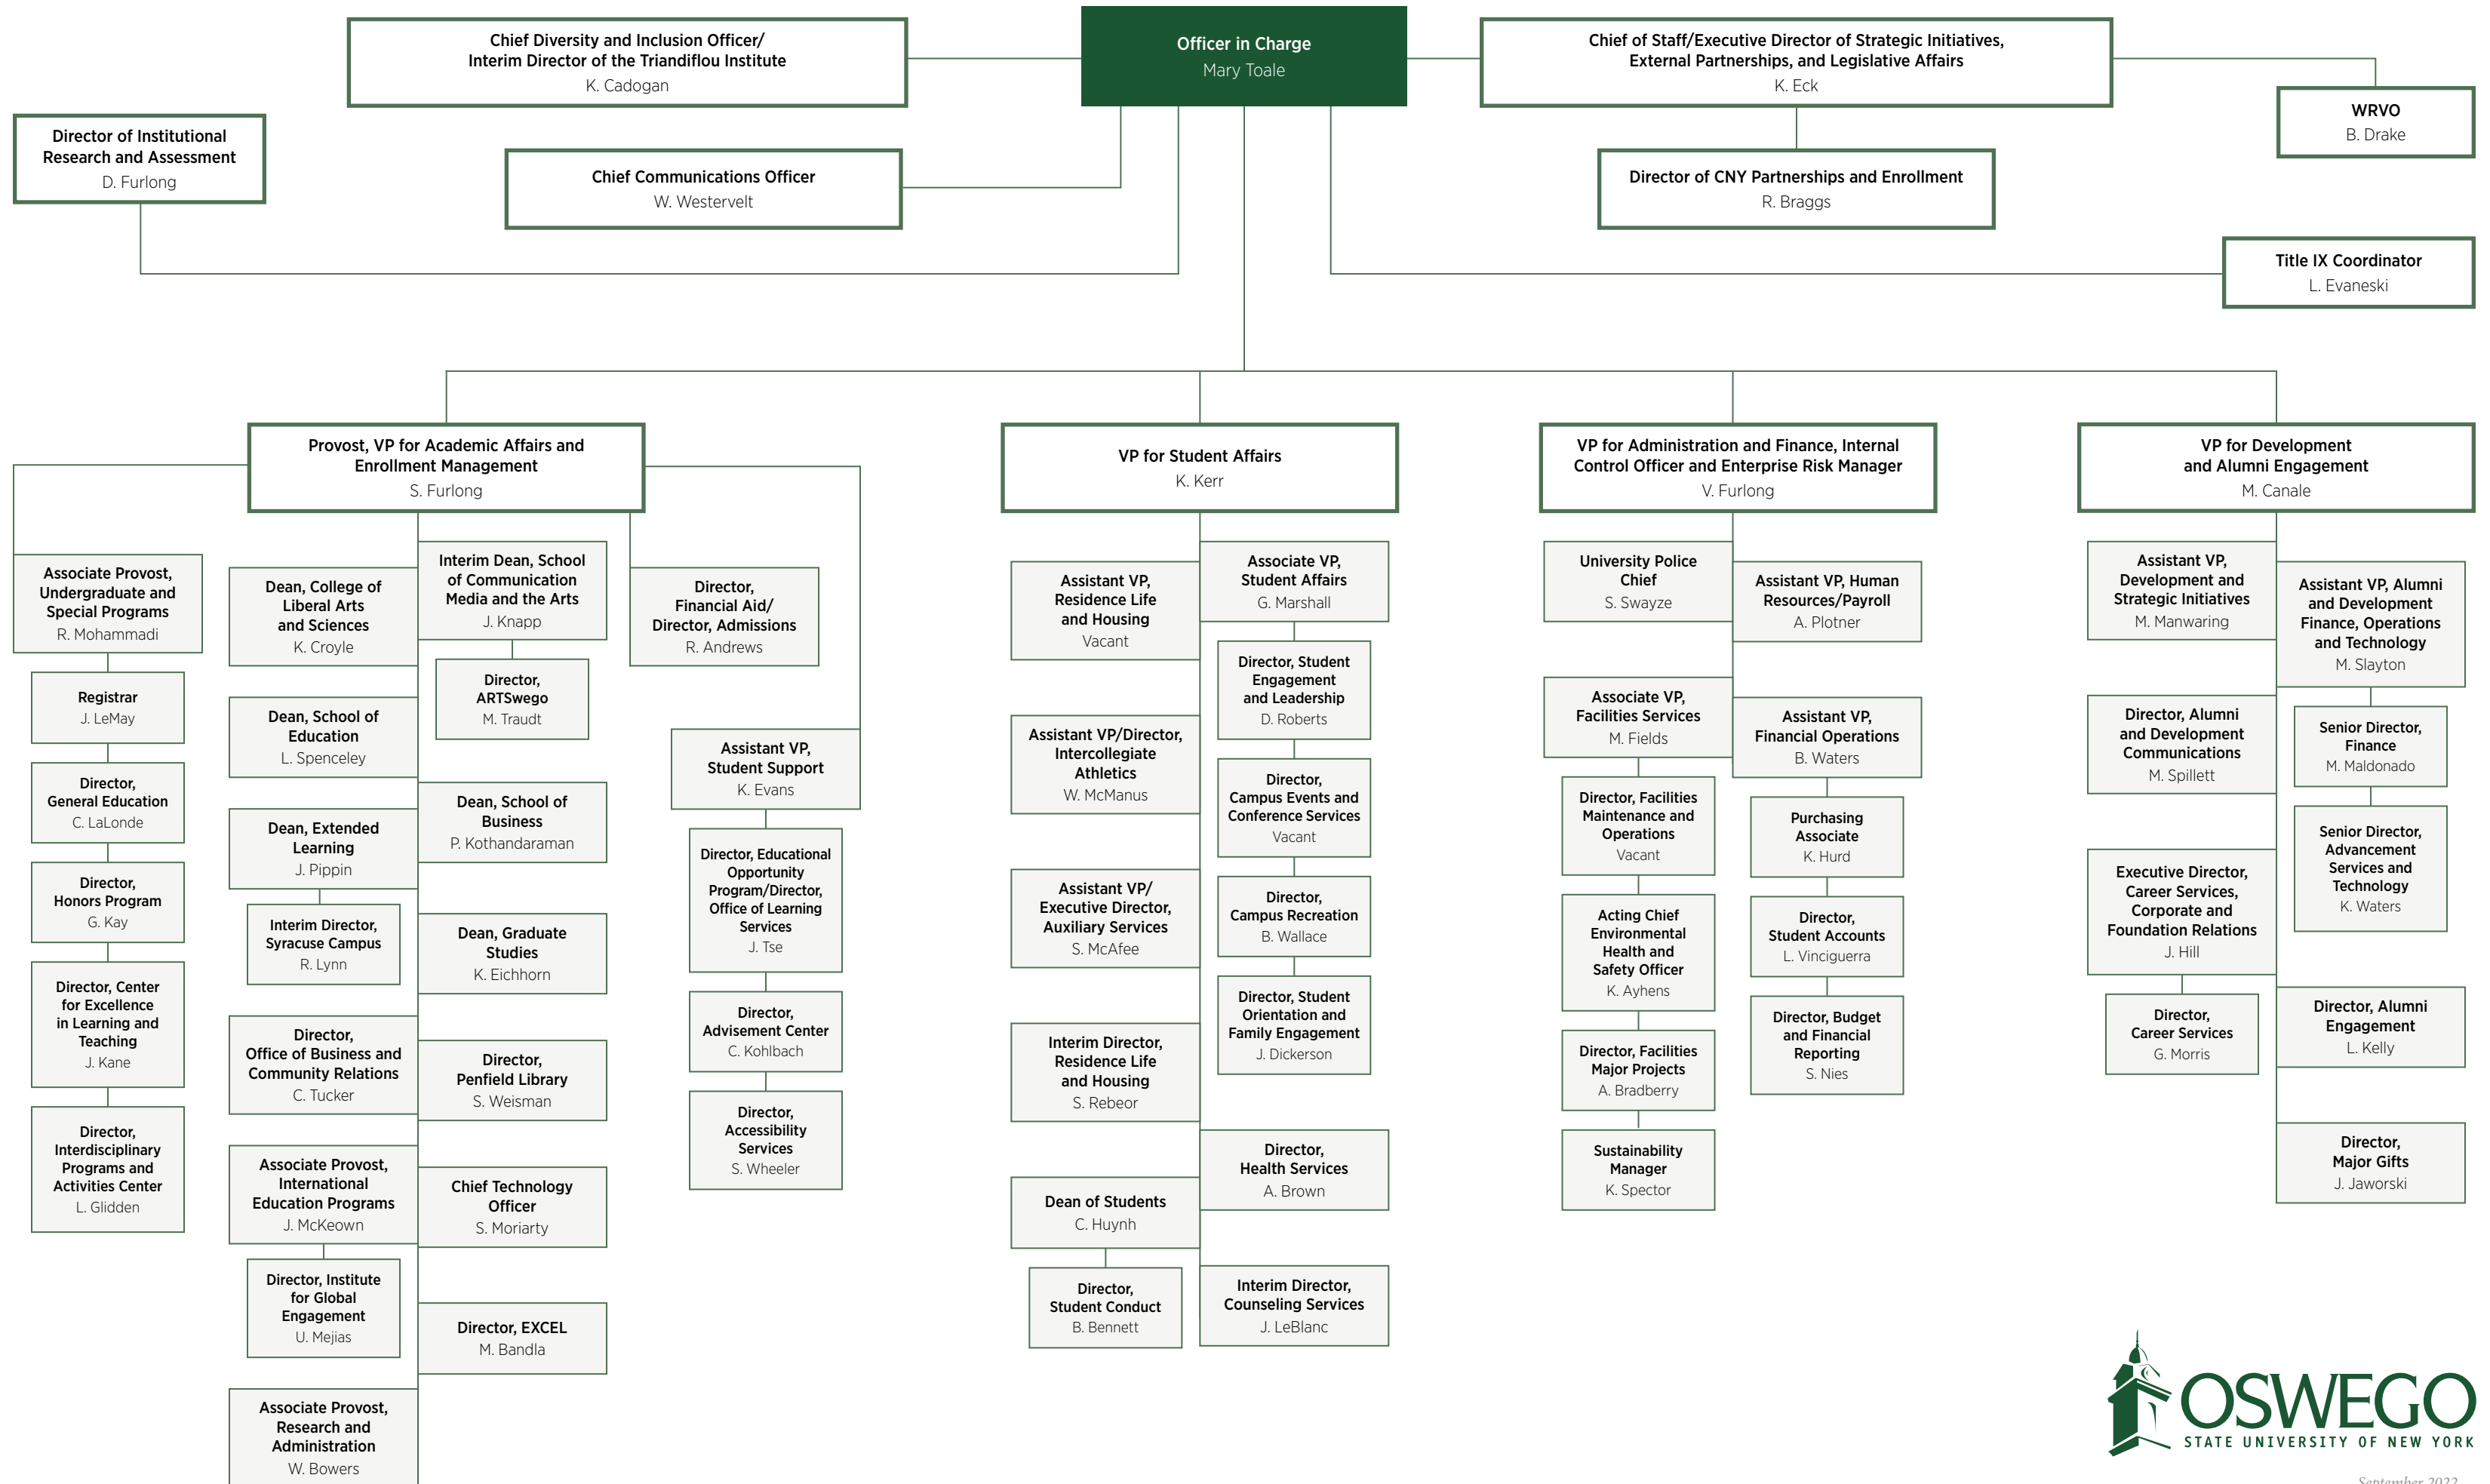 Chief Diversity and Inclusion Officer/
Interim Director of the Triandiflou Institute
K. Cadogan
Officer in Charge
Mary Toale
Chief of Staff/Executive Director of Strategic Initiatives,
External Partnerships, and Legislative Affairs
K. Eck
WRVO
B. Drake
Director of Institutional
Research and Assessment
D. Furlong
Chief Communications Officer
W. Westervelt
Director of CNY Partnerships and Enrollment
R. Braggs
Title IX Coordinator
L. Evaneski
Provost, VP for Academic Affairs and
Enrollment Management
S. Furlong
Associate Provost,
Undergraduate and
Special Programs
R. Mohammadi
Registrar
J. LeMay
Director,
General Education
C. LaLonde
Director,
Honors Program
G. Kay
Director, Center
for Excellence
in Learning and
Teaching
J. Kane
Director,
Interdisciplinary
Programs and
Activities Center
L. Glidden
Dean, College of
Liberal Arts
and Sciences
K. Croyle
Dean, School of
Education
L. Spenceley
Dean, Extended
Learning
J. Pippin
Interim Director,
Syracuse Campus
R. Lynn
Director,
Office of Business and
Community Relations
C. Tucker
Associate Provost,
International
Education Programs
J. McKeown
Director, Institute
for Global
Engagement
U. Mejias
Associate Provost,
Research and
Administration
W. Bowers
Interim Dean, School
of Communication
Media and the Arts
J. Knapp
Director,
ARTSwego
M. Traudt
Dean, School of
Business
P. Kothandaraman
Dean, Graduate
Studies
K. Eichhorn
Director,
Penfield Library
S. Weisman
Chief Technology
Officer
S. Moriarty
Director, EXCEL
M. Bandla
Director,
Financial Aid/
Director, Admissions
R. Andrews
Assistant VP,
Student Support
K. Evans
Director, Educational
Opportunity
Program/Director,
Office of Learning
Services
J. Tse
Director,
Advisement Center
C. Kohlbach
Director,
Accessibility
Services
S. Wheeler
VP for Student Affairs
K. Kerr
Assistant VP,
Residence Life
and Housing
Vacant
Assistant VP/Director,
Intercollegiate
Athletics
W. McManus
Assistant VP/
Executive Director,
Auxiliary Services
S. McAfee
Interim Director,
Residence Life
and Housing
S. Rebeor
Dean of Students
C. Huynh
Director,
Student Conduct
B. Bennett
Associate VP,
Student Affairs
G. Marshall
Director, Student
Engagement
and Leadership
D. Roberts
Director,
Campus Events and
Conference Services
Vacant
Director,
Campus Recreation
B. Wallace
Director, Student
Orientation and
Family Engagement
J. Dickerson
Director,
Health Services
A. Brown
Interim Director,
Counseling Services
J. LeBlanc
VP for Administration and Finance, Internal
Control Officer and Enterprise Risk Manager
V. Furlong
University Police
Chief
S. Swayze
Associate VP,
Facilities Services
M. Fields
Director, Facilities
Maintenance and
Operations
Vacant
Acting Chief
Environmental
Health and
Safety Officer
K. Ayhens
Director, Facilities
Major Projects
A. Bradberry
Sustainability
Manager
K. Spector
Assistant VP, Human
Resources/Payroll
A. Plotner
Assistant VP,
Financial Operations
B. Waters
Purchasing
Associate
K. Hurd
Director,
Student Accounts
L. Vinciguerra
Director, Budget
and Financial
Reporting
S. Nies
VP for Development
and Alumni Engagement
M. Canale
Assistant VP,
Development and
Strategic Initiatives
M. Manwaring
Director, Alumni
and Development
Communications
M. Spillett
Executive Director,
Career Services,
Corporate and
Foundation Relations
J. Hill
Director,
Career Services
G. Morris
Assistant VP, Alumni
and Development
Finance, Operations
and Technology
M. Slayton
Senior Director,
Finance
M. Maldonado
Senior Director,
Advancement
Services and
Technology
K. Waters
Director, Alumni
Engagement
L. Kelly
Director,
Major Gifts
J. Jaworski
OSWEGO
STATE UNIVERSITY OF NEW YORK
September 2022